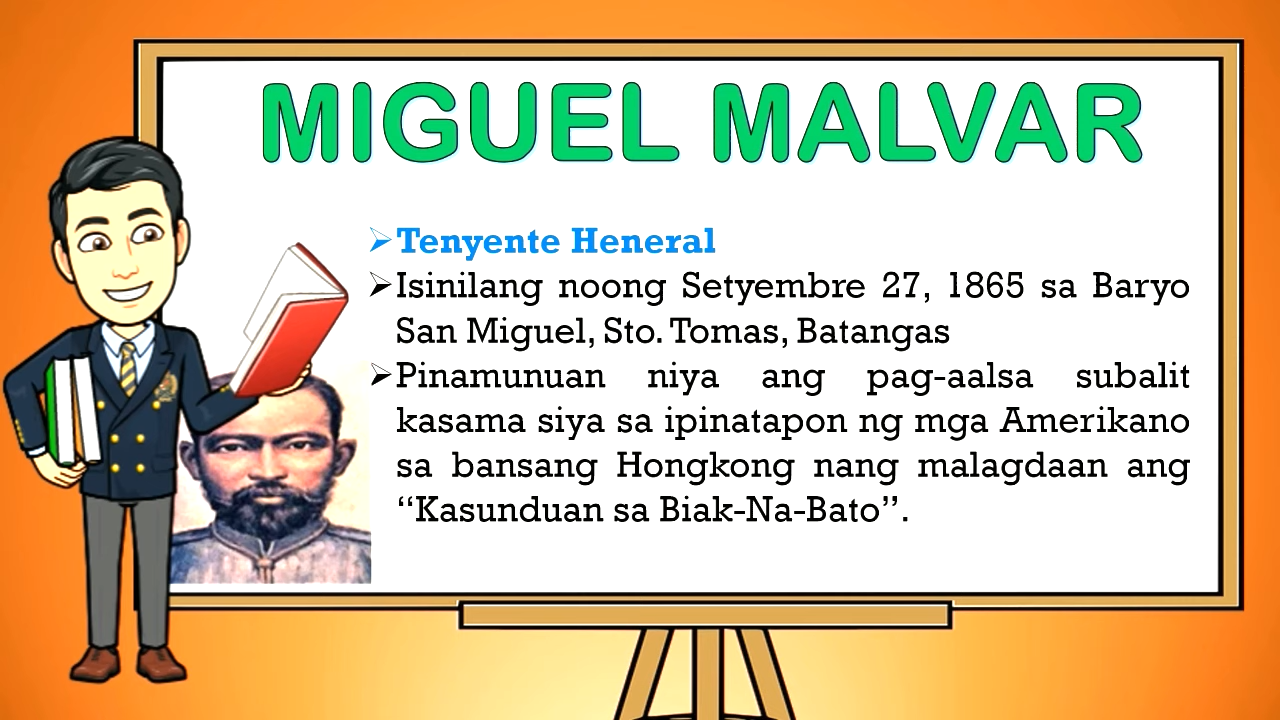 MIGUEL MALVAR
➢Tenyente Heneral
➢Isinilang noong Setyembre 27, 1865 sa Baryo
San Miguel, Sto. Tomas, Batangas
➢Pinamunuan niya ang pag-aalsa subalit
kasama siya sa ipinatapon ng mga Amerikano
sa bansang Hongkong nang malagdaan ang
“Kasunduan sa Biak-Na-Bato”.